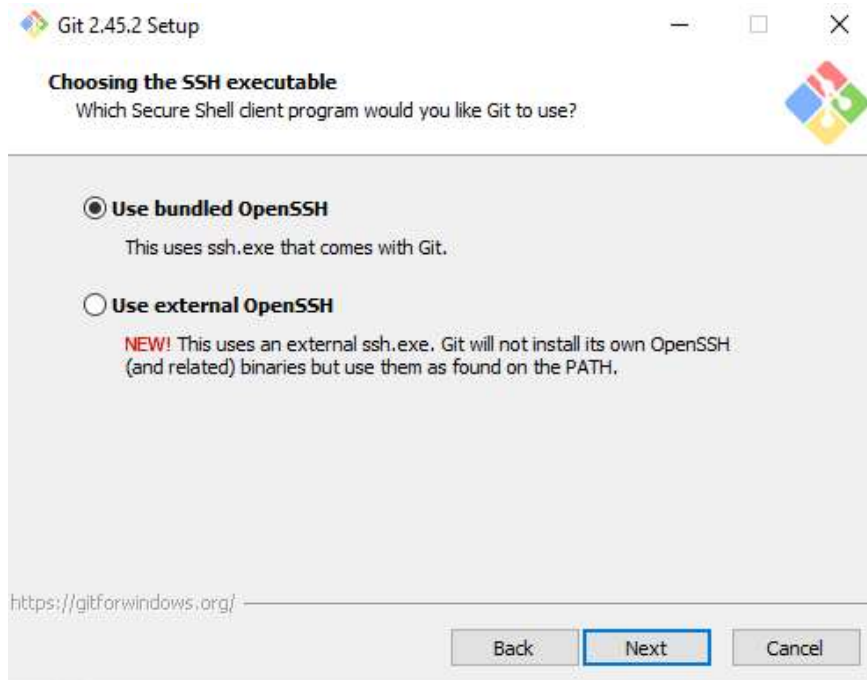 Git 2.45.2 Setup
Choosing the SSH executable
Which Secure Shell client program would you like Git to use?
Use bundled OpenSSH
This uses ssh.exe that comes with Git.
Use external OpenSSH
NEW! This uses an external ssh.exe. Git will not install its own OpenSSH
(and related) binaries but use them as found on the PATH.
https://gitforwindows.org/
Back Next Cancel